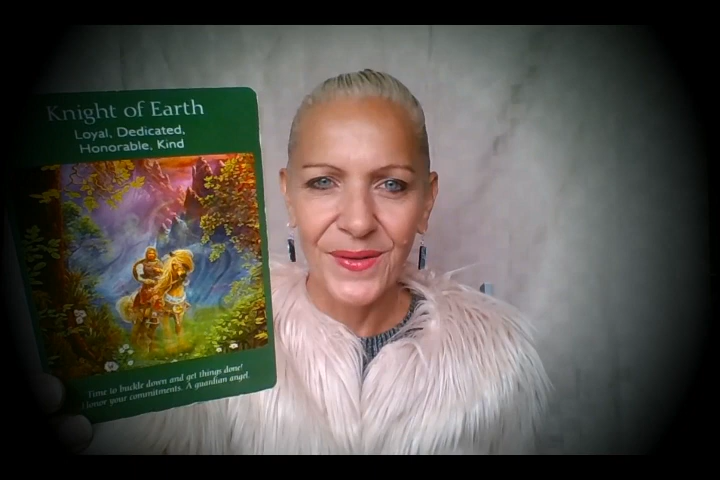 Knight of Earth
Loyal, Dedicated,
Honorable, Kind
Time to buckle down and get things done!
Honor your commitments. A guardian angel.